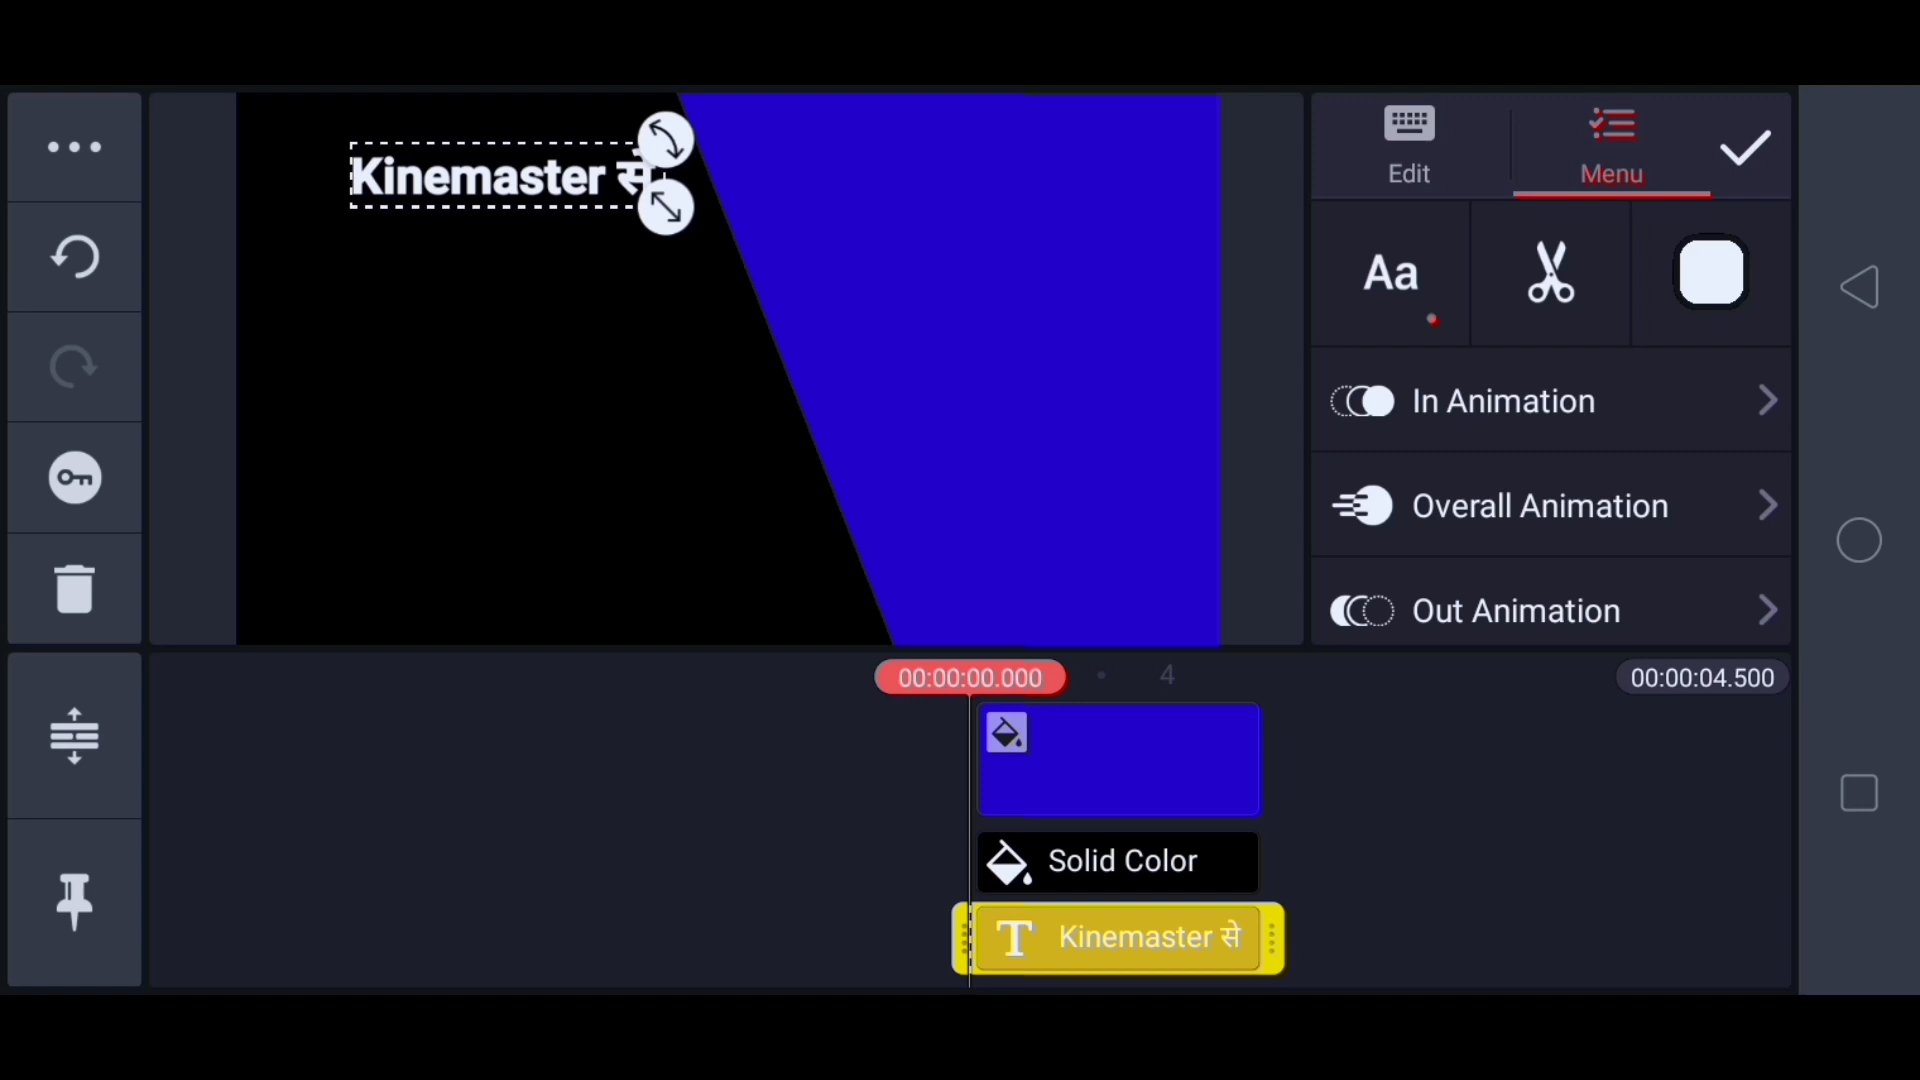 Kinemaster से
Edit
Menu
Aa
In Animation
Overall Animation
Out Animation
00:00:00.000
4
00:00:04.500
Solid Color
T Kinemaster से